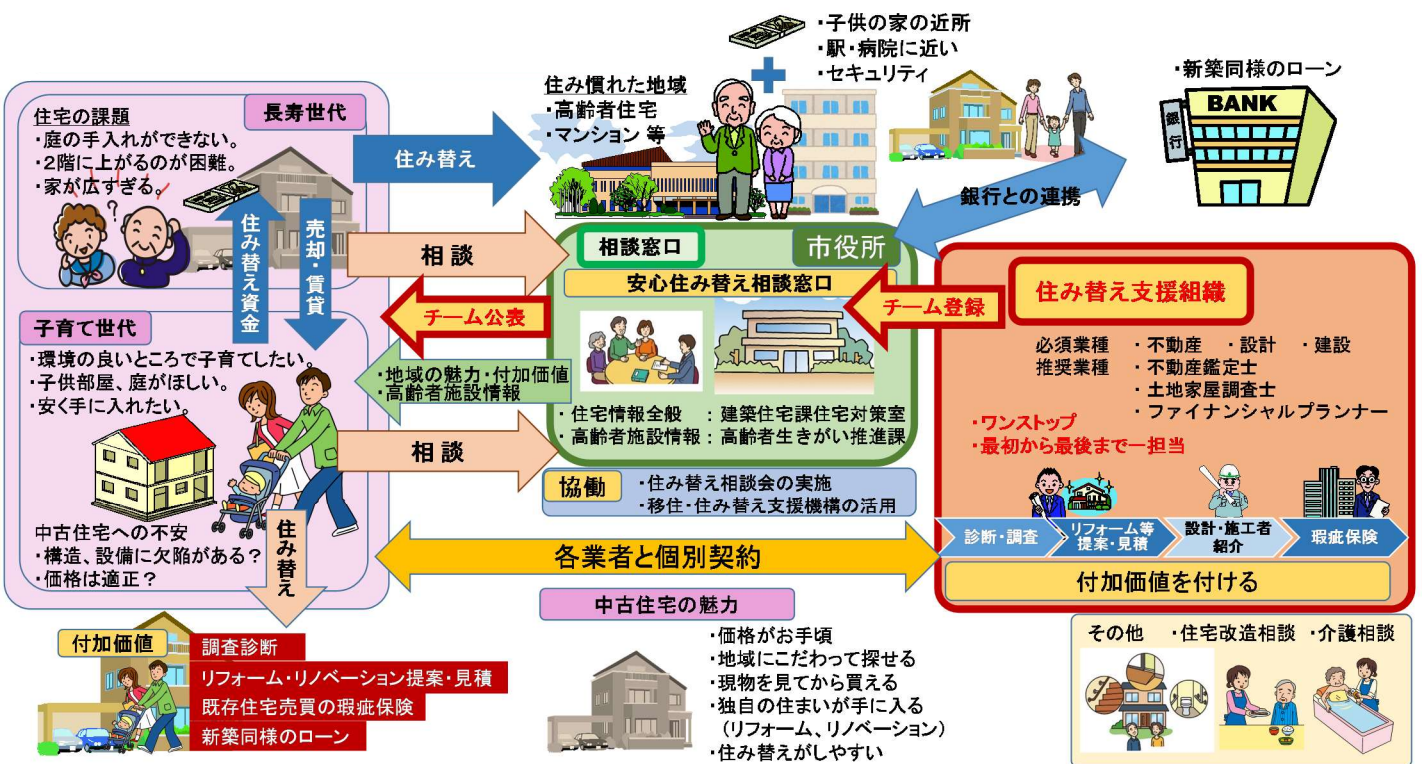 ・子供の家の近所
・駅・病院に近い
・セキュリティ
住み慣れた地域
・高齢者住宅
・マンション 等
・新築同様のローン
BANK
銀行
長寿世代
住宅の課題
・庭の手入れができない。
・2階に上がるのが困難。
・家が広すぎる。
住み替え
銀行との連携
住み替え資金
売却・賃貸
相談
相談窓口
市役所
安心住み替え相談窓口
チーム公表
チーム登録
・地域の魅力・付加価値
・高齢者施設情報
・住宅情報全般 : 建築住宅課住宅対策室
・高齢者施設情報 : 高齢者生きがい推進課
住み替え支援組織
必須業種 ・不動産 ・設計 ・建設
推奨業種 ・不動産鑑定士
・土地家屋調査士
・ファイナンシャルプランナー
・ワンストップ
・最初から最後まで一担当
診断・調査
リフォーム等
提案・見積
設計・施工者
紹介
瑕疵保険
付加価値を付ける
子育て世代
・環境の良いところで子育てしたい。
・子供部屋、庭がほしい。
・安く手に入れたい。
相談
中古住宅への不安
・構造、設備に欠陥がある?
・価格は適正?
住み替え
協働
・住み替え相談会の実施
・移住・住み替え支援機構の活用
各業者と個別契約
付加価値
調査診断
リフォーム・リノベーション提案・見積
既存住宅売買の瑕疵保険
新築同様のローン
中古住宅の魅力
・価格がお手頃
・地域にこだわって探せる
・現物を見てから買える
・独自の住まいが手に入る
(リフォーム、リノベーション)
・住み替えがしやすい
その他 ・住宅改造相談 ・介護相談